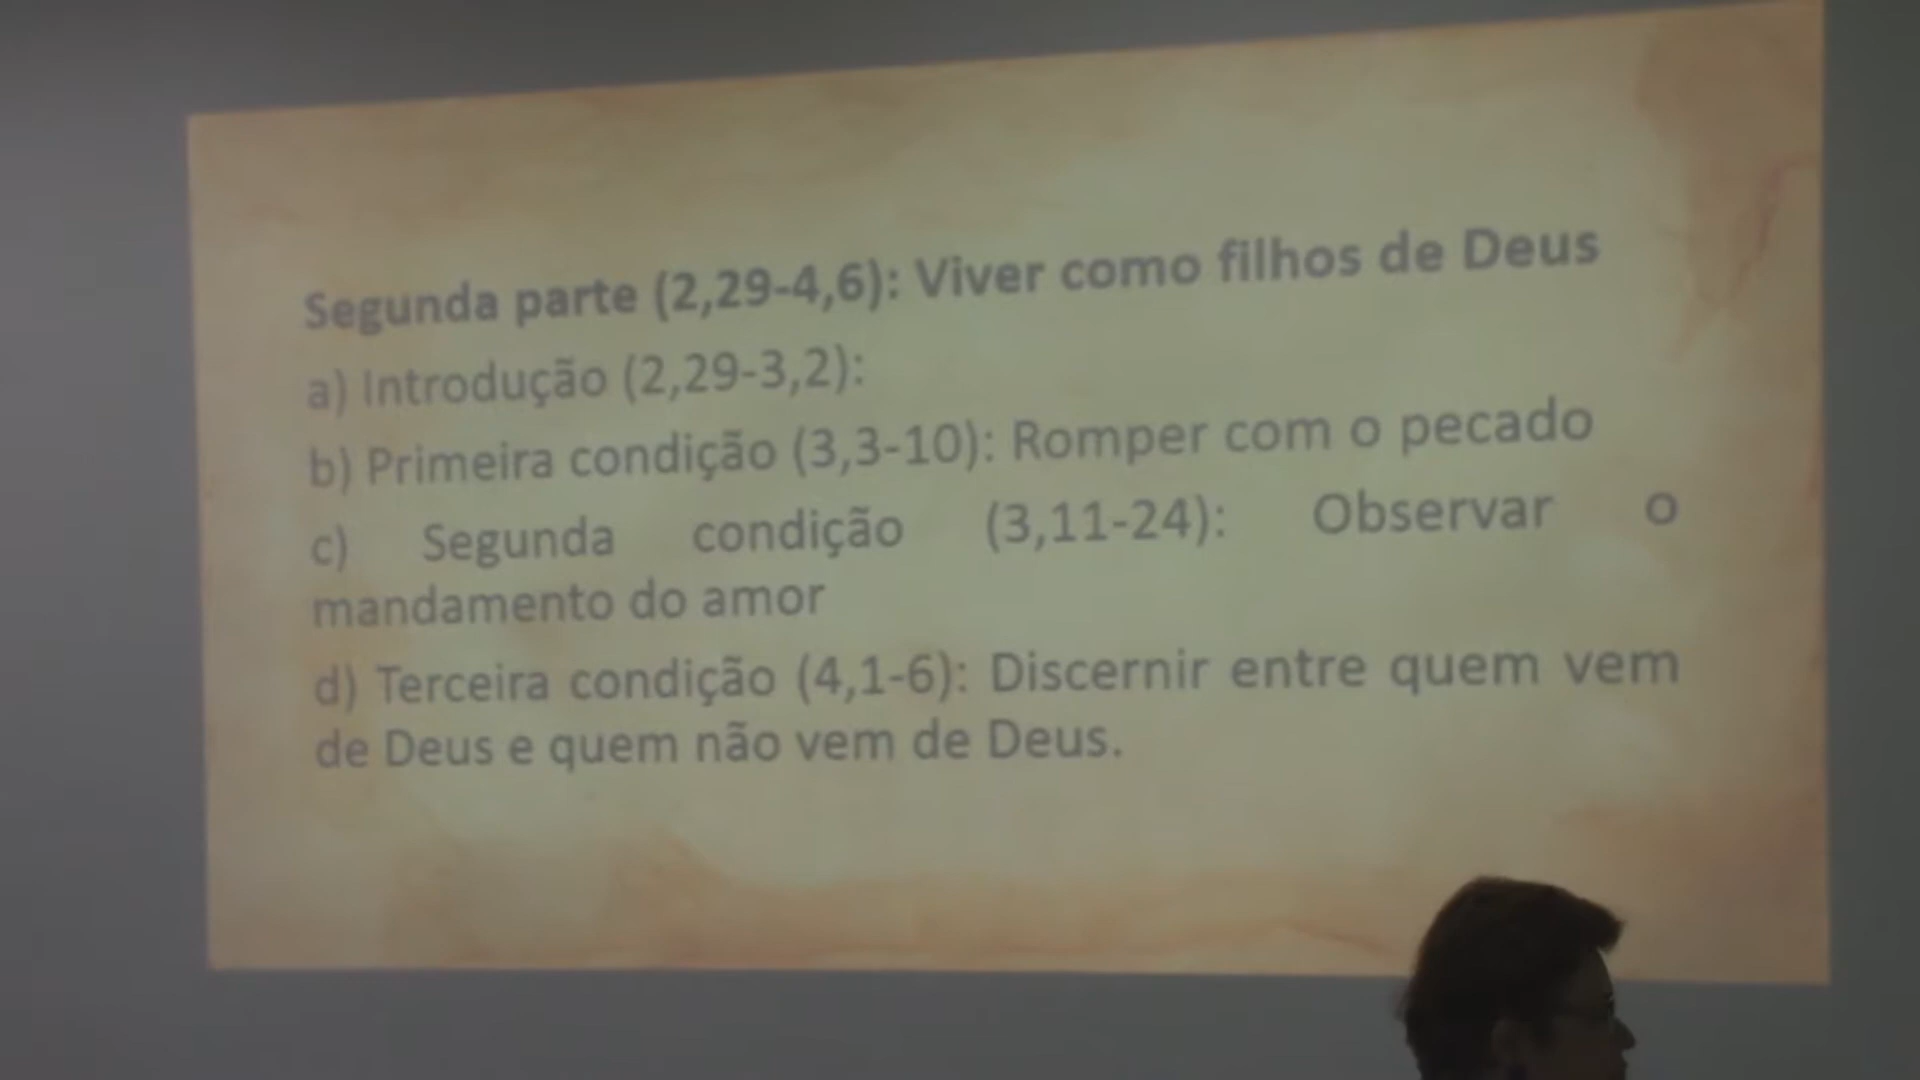 Segunda parte (2,29-4,6): Viver como filhos de Deus
a) Introdução (2,29-3,2):
b) Primeira condição (3,3-10): Romper com o pecado
c) Segunda condição (3,11-24): Observar o
mandamento do amor
d) Terceira condição (4,1-6): Discernir entre quem vem
de Deus e quem não vem de Deus.